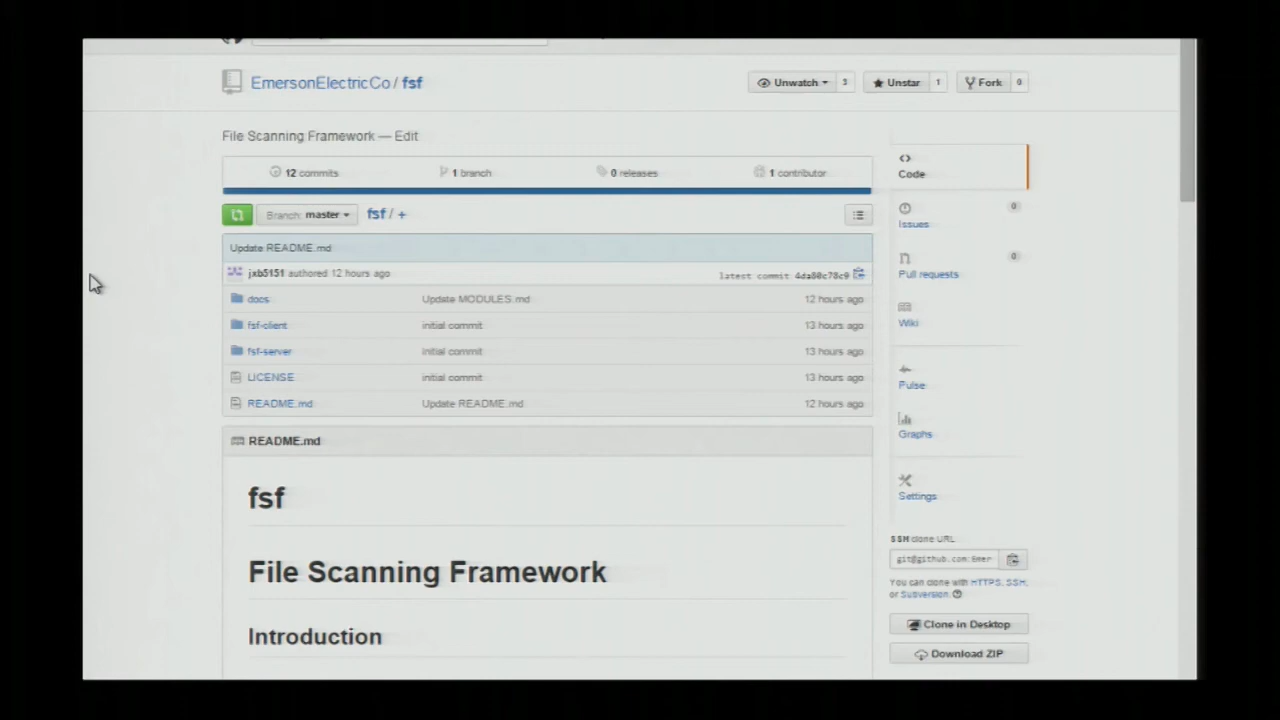 EmersonElectricCo / fsf
Unwatch 3 Unstar 1 Fork 0
File Scanning Framework — Edit
12 commits 1 branch 0 releases 1 contributor
Branch: master fsf / +
Update README.md
jxb5151 authored 12 hours ago latest commit 4da80c78c9
docs Update MODULES.md 12 hours ago
fsf-client initial commit 13 hours ago
fsf-server initial commit 13 hours ago
LICENSE initial commit 13 hours ago
README.md Update README.md 12 hours ago
README.md
fsf
File Scanning Framework
Introduction
Code
Issues 0
Pull requests 0
Wiki
Pulse
Graphs
Settings
SSH clone URL
git@github.com:Emer
You can clone with HTTPS, SSH,
or Subversion.
Clone in Desktop
Download ZIP